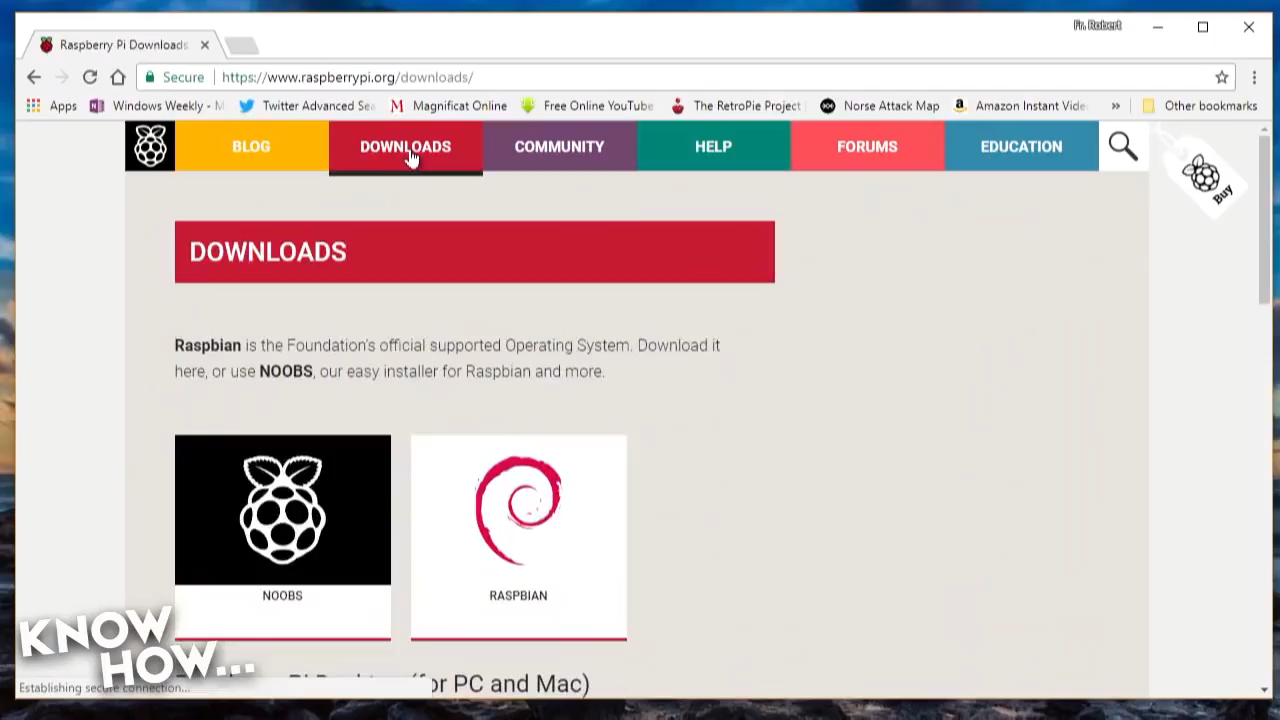 Fr. Robert
Raspberry Pi Downloads
Secure
https://www.raspberrypi.org/downloads/
Apps
Windows Weekly - M
Twitter Advanced Sea
Magnificat Online
Free Online YouTube
The RetroPie Project
Norse Attack Map
Amazon Instant Vide
»
Other bookmarks
BLOG
DOWNLOADS
COMMUNITY
HELP
FORUMS
EDUCATION
Buy
DOWNLOADS
Raspbian is the Foundation's official supported Operating System. Download it
here, or use NOOBS, our easy installer for Raspbian and more.
NOOBS
RASPBIAN
KNOW
HOW...
(for PC and Mac)
Establishing secure connection...